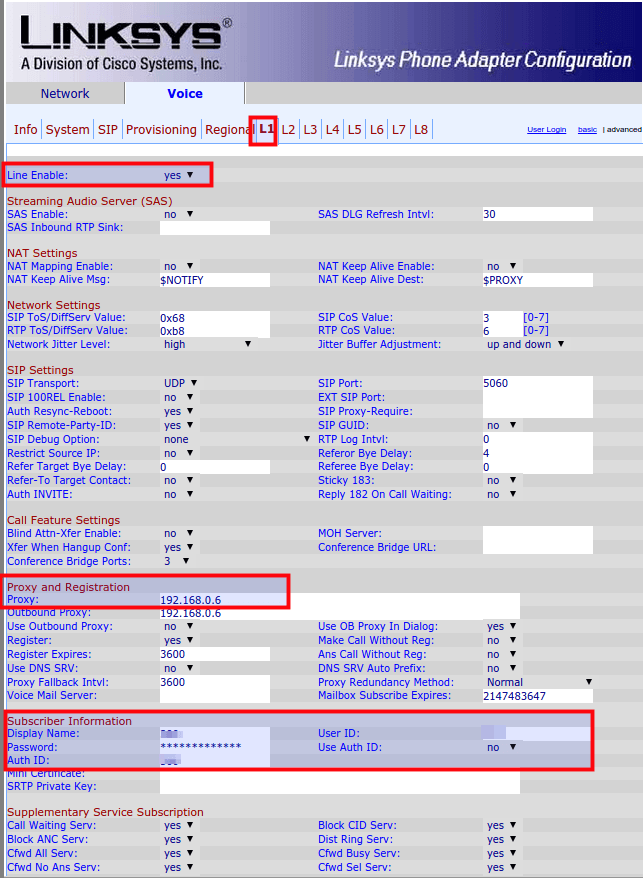 LINKSYS®
A Division of Cisco Systems, Inc.
Linksys Phone Adapter Configuration
Network Voice
Info System SIP Provisioning Regional L1 L2 L3 L4 L5 L6 L7 L8 User Login basic | advanced
Line Enable: yes
Streaming Audio Server (SAS)
SAS Enable: no SAS DLG Refresh Intvl: 30
SAS Inbound RTP Sink:
NAT Settings
NAT Mapping Enable: no NAT Keep Alive Enable: no
NAT Keep Alive Msg: $NOTIFY NAT Keep Alive Dest: $PROXY
Network Settings
SIP ToS/DiffServ Value: 0x68 SIP CoS Value: 3 [0-7]
RTP ToS/DiffServ Value: 0xb8 RTP CoS Value: 6 [0-7]
Network Jitter Level: high Jitter Buffer Adjustment: up and down
SIP Settings
SIP Transport: UDP SIP Port: 5060
SIP 100REL Enable: no EXT SIP Port:
Auth Resync-Reboot: yes SIP Proxy-Require:
SIP Remote-Party-ID: yes SIP GUID: no
SIP Debug Option: none RTP Log Intvl: 0
Restrict Source IP: no Referor Bye Delay: 4
Refer Target Bye Delay: 0 Referee Bye Delay: 0
Refer-To Target Contact: no Sticky 183: no
Auth INVITE: no Reply 182 On Call Waiting: no
Call Feature Settings
Blind Attn-Xfer Enable: no MOH Server:
Xfer When Hangup Conf: yes Conference Bridge URL:
Conference Bridge Ports: 3
Proxy and Registration
Proxy: 192.168.0.6
Outbound Proxy: 192.168.0.6
Use Outbound Proxy: no Use OB Proxy In Dialog: yes
Register: yes Make Call Without Reg: no
Register Expires: 3600 Ans Call Without Reg: no
Use DNS SRV: no DNS SRV Auto Prefix: no
Proxy Fallback Intvl: 3600 Proxy Redundancy Method: Normal
Voice Mail Server: Mailbox Subscribe Expires: 2147483647
Subscriber Information
Display Name: User ID:
Password: ************* Use Auth ID: no
Auth ID:
Mini Certificate:
SRTP Private Key:
Supplementary Service Subscription
Call Waiting Serv: yes Block CID Serv: yes
Block ANC Serv: yes Dist Ring Serv: yes
Cfwd All Serv: yes Cfwd Busy Serv: yes
Cfwd No Ans Serv: yes Cfwd Sel Serv: yes